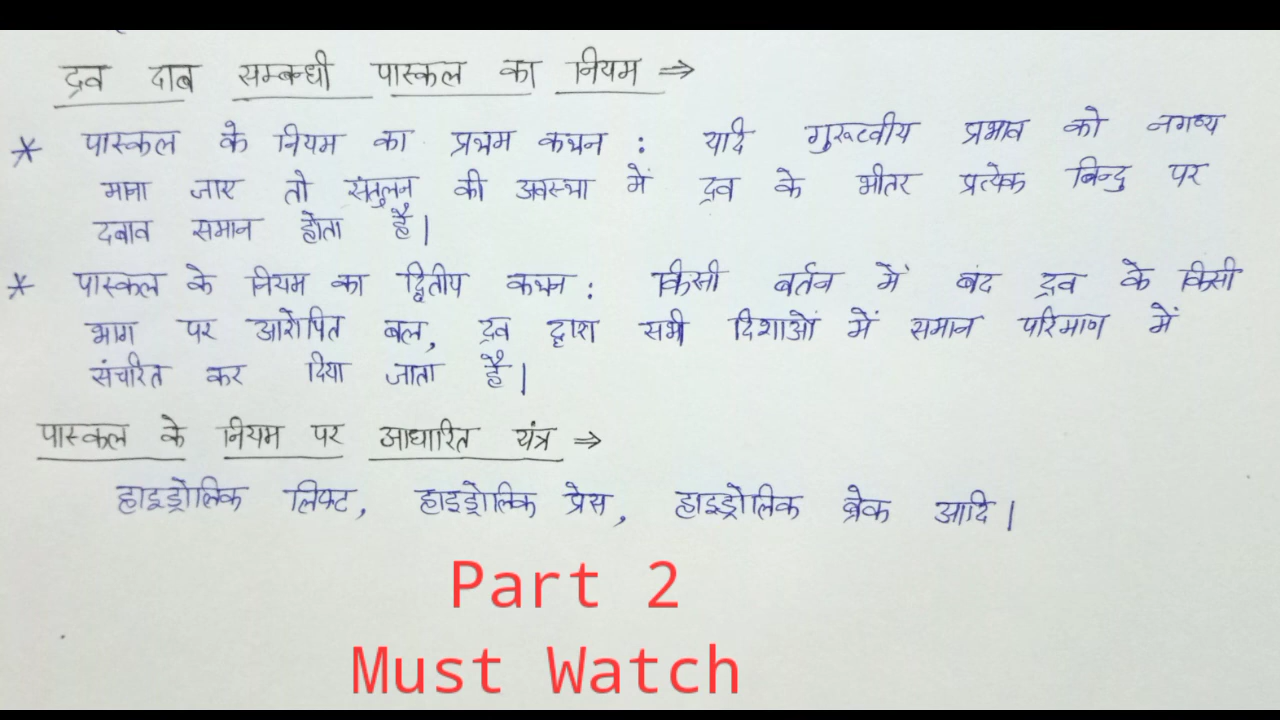 द्रव दाब सम्बन्धी पास्कल का नियम ⇒
* पास्कल के नियम का प्रथम कथन : यदि गुरुत्वीय प्रभाव को नगण्य
माना जाए तो संतुलन की अवस्था में द्रव के भीतर प्रत्येक बिन्दु पर
दबाव समान होता है।
* पास्कल के नियम का द्वितीय कथन : किसी बर्तन में बंद द्रव के किसी
भाग पर आरोपित बल, द्रव द्वारा सभी दिशाओं में समान परिमाण में
संचरित कर दिया जाता है।
पास्कल के नियम पर आधारित यंत्र ⇒
हाइड्रोलिक लिफ्ट, हाइड्रोलिक प्रेस, हाइड्रोलिक ब्रेक आदि।
Part 2
Must Watch